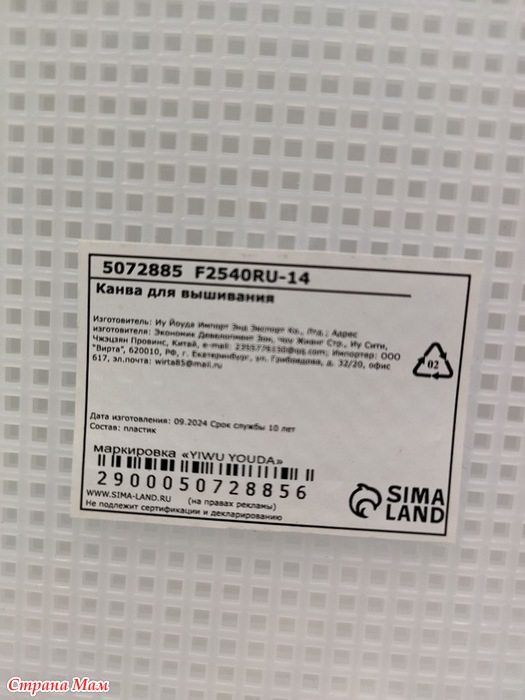 5072885 F2540RU-14
Канва для вышивания
Изготовитель: Иу Йоуда Импорт Энд Экспорт Ко., Лтд.; Адрес
изготовителя: Экономик Девелопмент Зон, Стр., Иу Сити,
Чжэцзян Провинс, Китай, e-mail: Импортер: ООО
"Вирта", 620010, РФ, г. Екатеринбург, ул. Грибоедова, д. 32/20, офис
617, эл.почта: wirta85@mail.ru
02
Дата изготовления: 09.2024 Срок службы 10 лет
Состав: пластик
маркировка «YIWU YOUDA»
2900050728856
WWW.SIMA-LAND.RU (на правах рекламы)
Не подлежит сертификации и декларированию
SIMA
LAND
Страна Мам